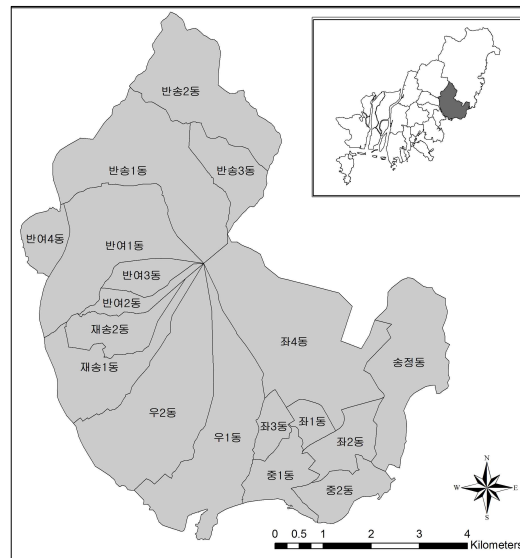 반송2동
반송1동
반송3동
반여4동
반여1동
반여3동
반여2동
재송2동
재송1동
좌4동
송정동
우2동
우1동
좌3동
좌1동
좌2동
중1동
중2동
N
W
E
S
0 0.5 1 2 3 4
Kilometers